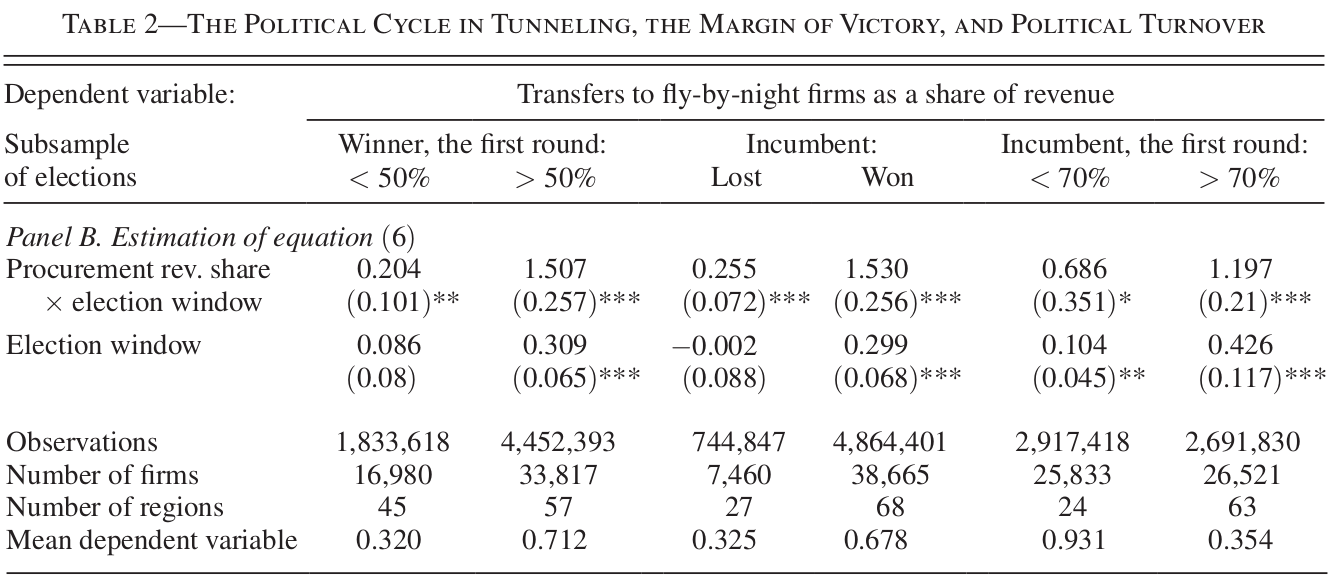 TABLE 2—THE POLITICAL CYCLE IN TUNNELING, THE MARGIN OF VICTORY, AND POLITICAL TURNOVER
Dependent variable: Transfers to fly-by-night firms as a share of revenue
Subsample Winner, the first round: Incumbent: Incumbent, the first round:
of elections < 50% > 50% Lost Won < 70% > 70%
Panel B. Estimation of equation (6)
Procurement rev. share 0.204 1.507 0.255 1.530 0.686 1.197
× election window (0.101)** (0.257)*** (0.072)*** (0.256)*** (0.351)* (0.21)***
Election window 0.086 0.309 −0.002 0.299 0.104 0.426
(0.08) (0.065)*** (0.088) (0.068)*** (0.045)** (0.117)***
Observations 1,833,618 4,452,393 744,847 4,864,401 2,917,418 2,691,830
Number of firms 16,980 33,817 7,460 38,665 25,833 26,521
Number of regions 45 57 27 68 24 63
Mean dependent variable 0.320 0.712 0.325 0.678 0.931 0.354